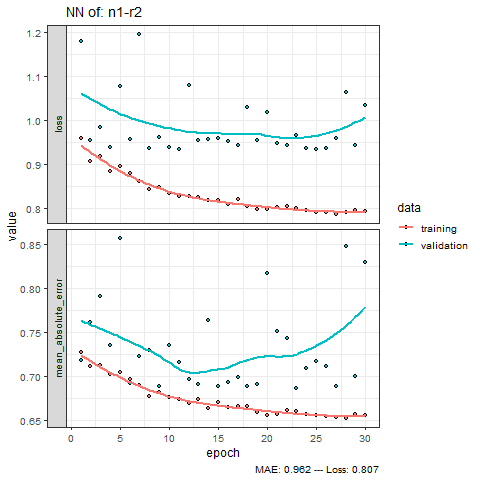 NN of: n1-r2
value
loss
1.2
1.1
1.0
0.9
0.8
mean_absolute_error
0.85
0.80
0.75
0.70
0.65
0 5 10 15 20 25 30
epoch
data
training
validation
MAE: 0.962 --- Loss: 0.807